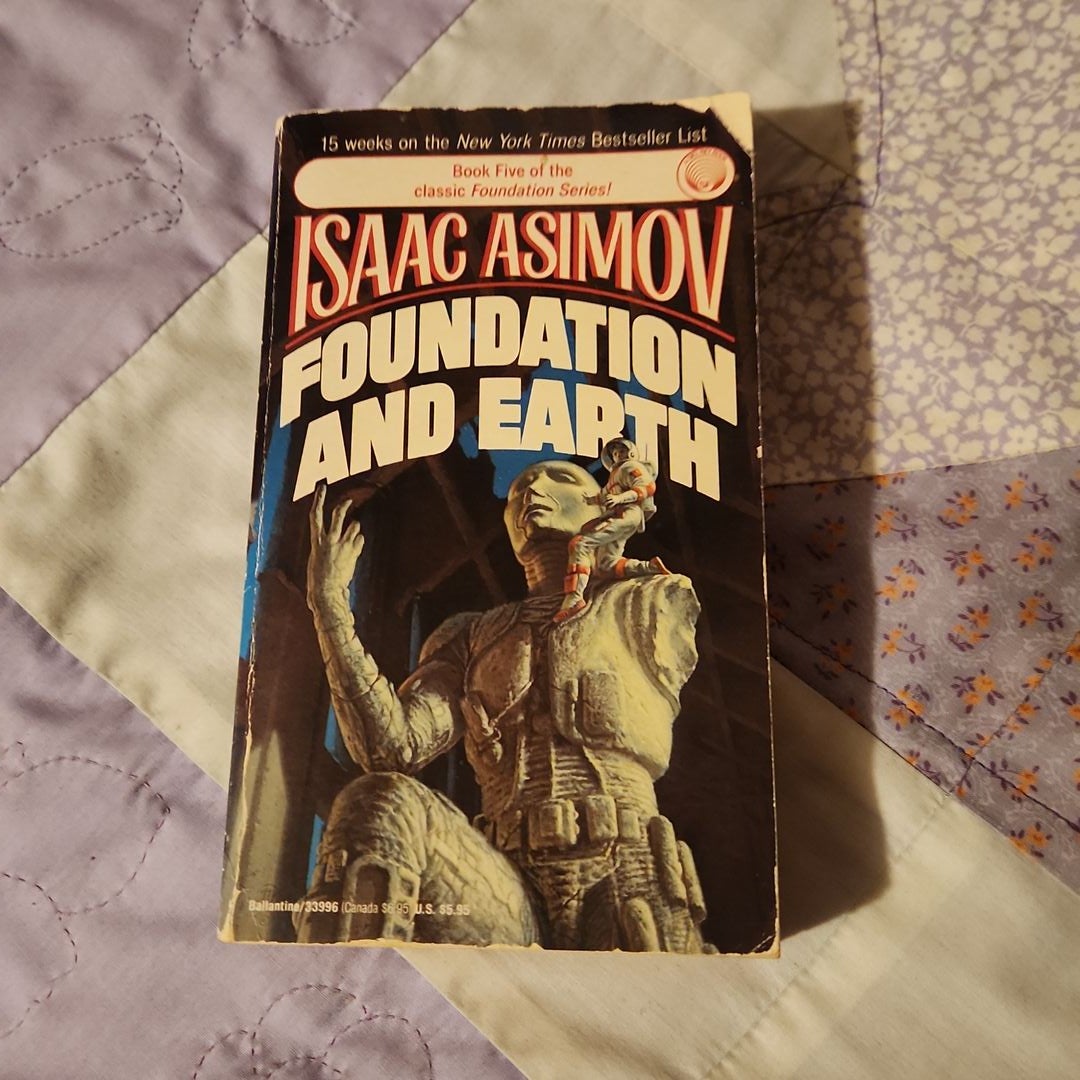 15 weeks on the New York Times Bestseller List
Book Five of the
classic Foundation Series!
ISAAC ASIMOV
FOUNDATION
AND EARTH
Ballantine/33996 (Canada $6.95) U.S. $5.95